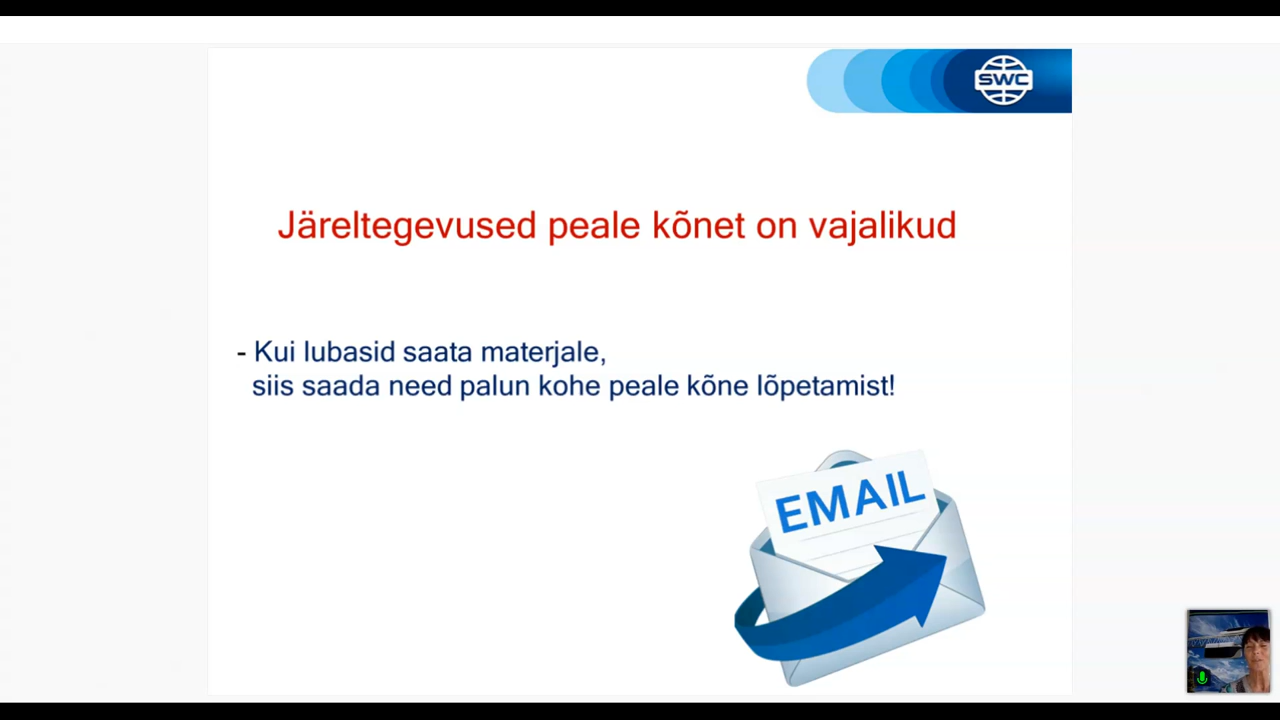 SWC
Järeltegevused peale kõnet on vajalikud
- Kui lubasid saata materjale,
siis saada need palun kohe peale kõne lõpetamist!
EMAIL